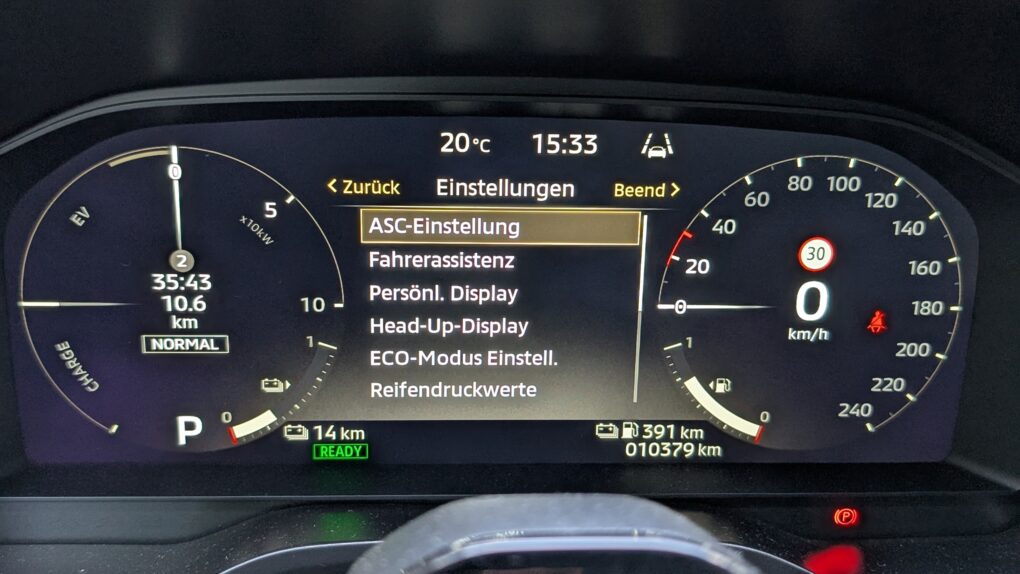 20°C 15:33
Zurück Einstellungen Beend
ASC-Einstellung
Fahrerassistenz
Persönl. Display
Head-Up-Display
ECO-Modus Einstell.
Reifendruckwerte
EV
0
5
x10kW
10
CHARGE
2
35:43
10.6
km
NORMAL
1
0
P
14 km
READY
0
20
40
60
80
100
120
140
160
180
200
220
240
30
0
km/h
1
0
391 km
010379 km
P